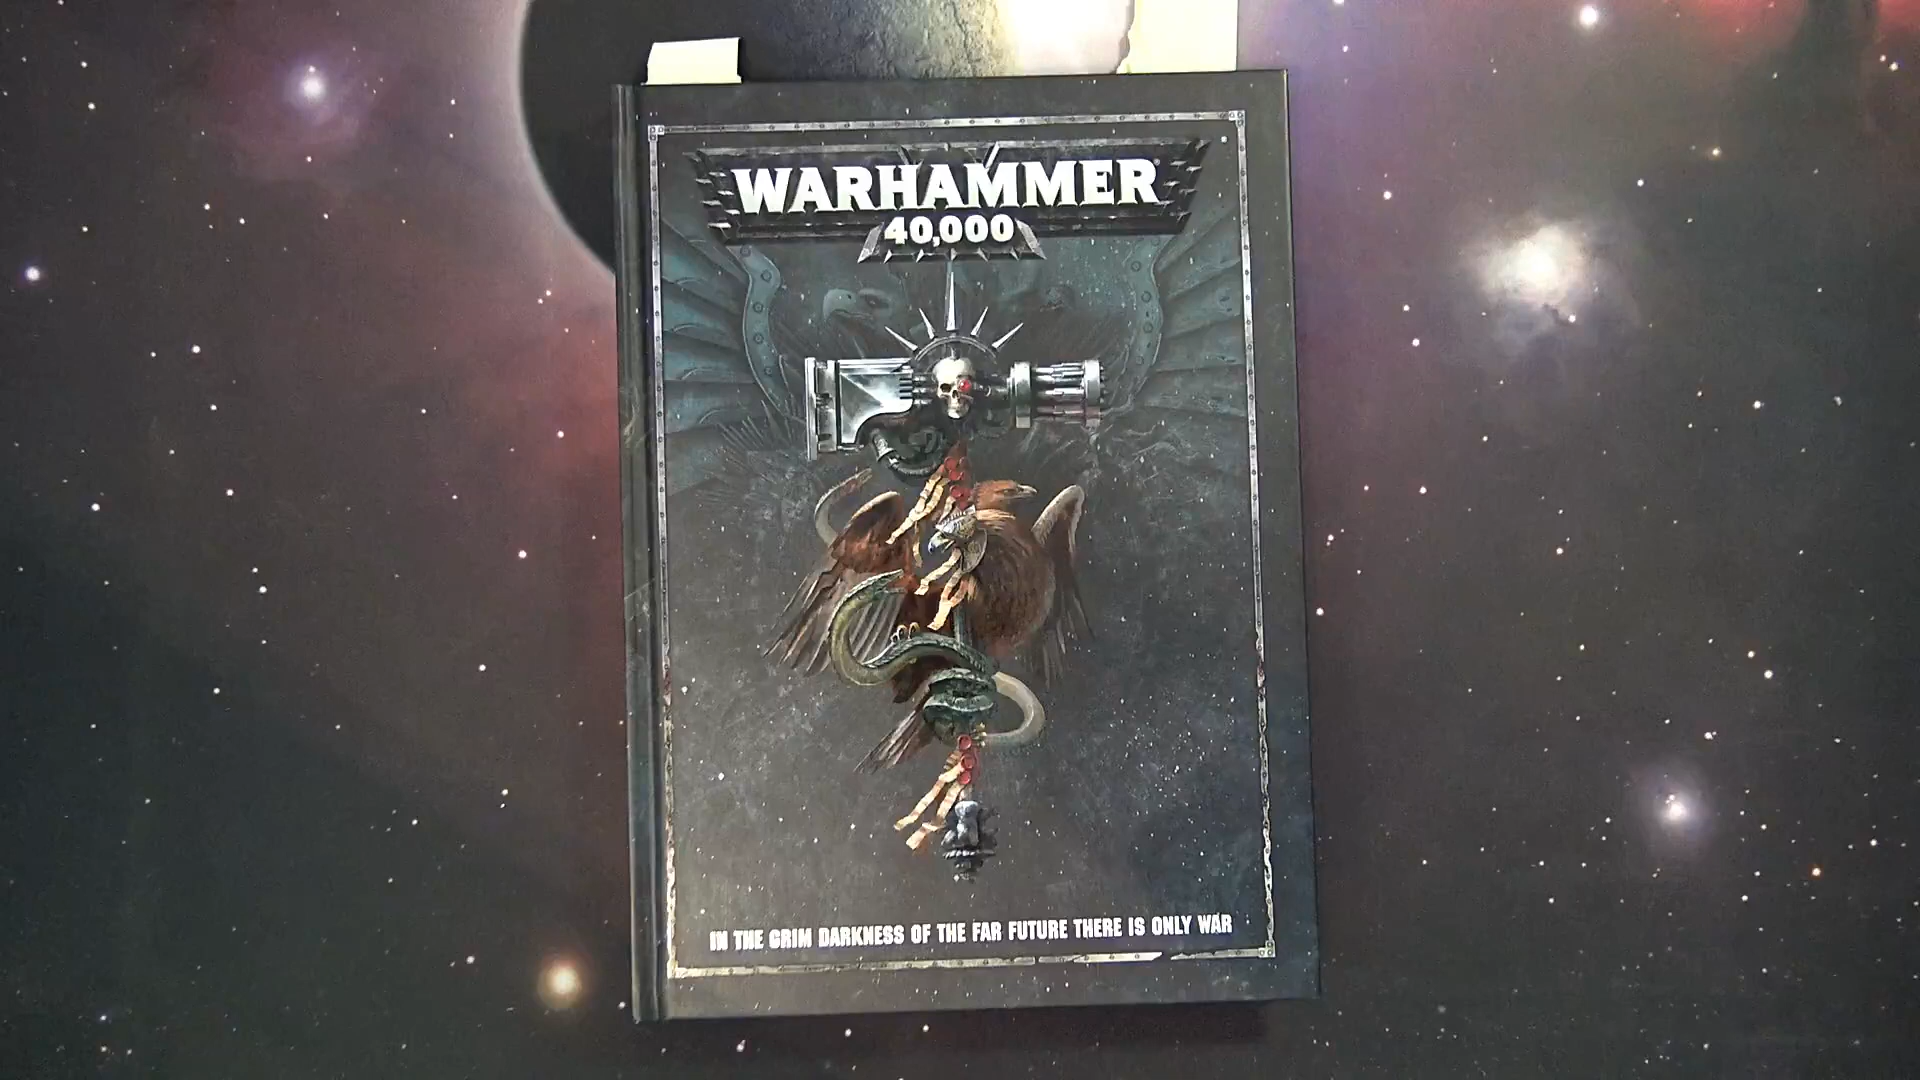 WARHAMMER
40,000
IN THE GRIM DARKNESS OF THE FAR FUTURE THERE IS ONLY WAR